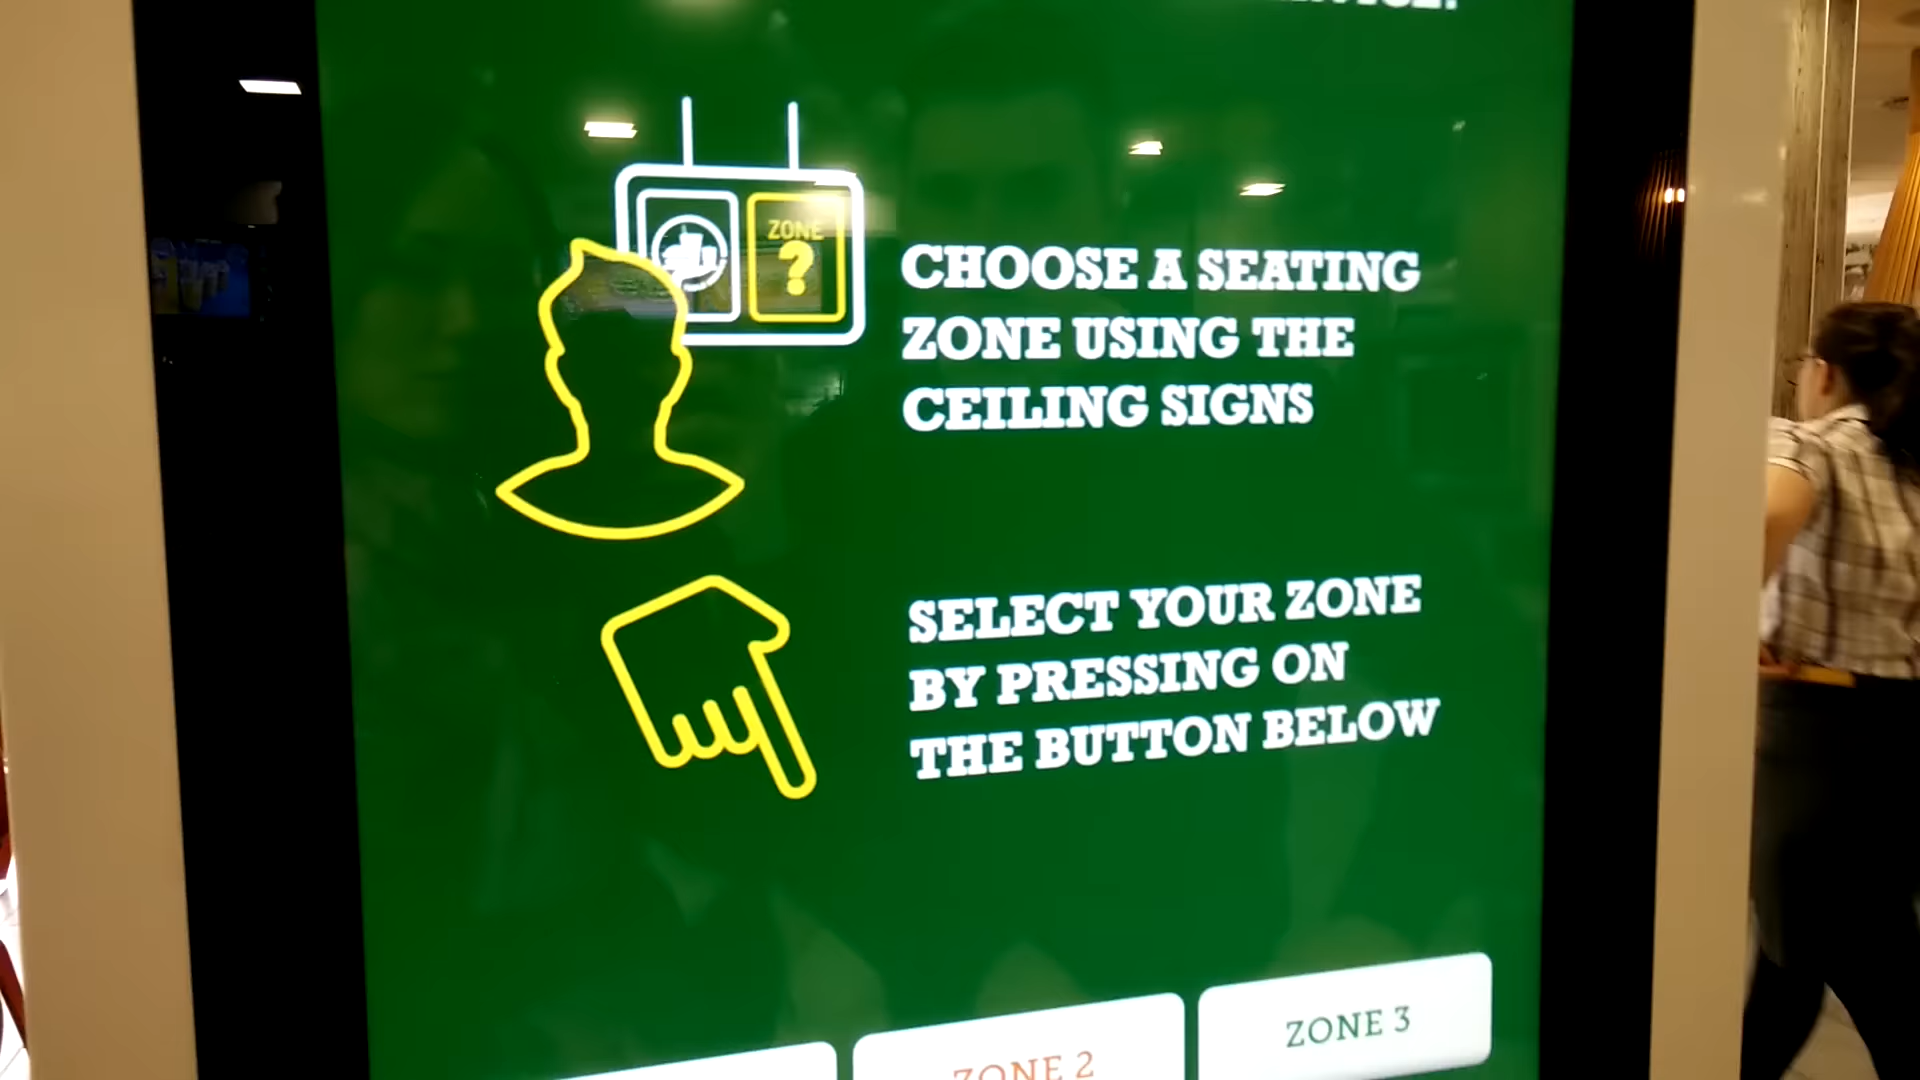 ZONE
?
CHOOSE A SEATING
ZONE USING THE
CEILING SIGNS
SELECT YOUR ZONE
BY PRESSING ON
THE BUTTON BELOW
ZONE 2
ZONE 3